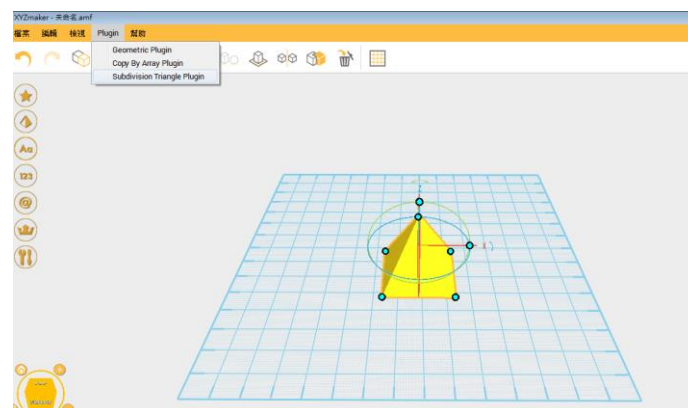 XYZmaker - 未命名.amf
檔案 編輯 檢視 Plugin 幫助
Geometric Plugin
Copy By Array Plugin
Subdivision Triangle Plugin
Aa
123
@